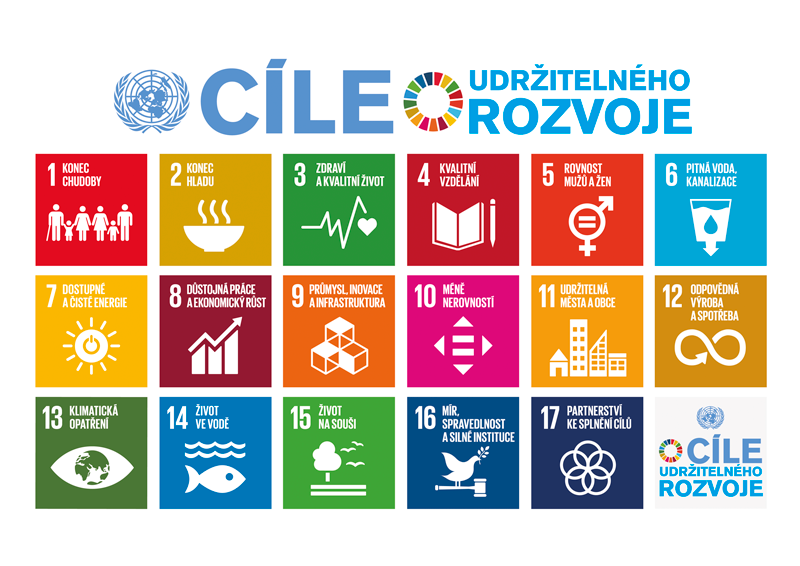 CÍLE
UDRŽITELNÉHO
ROZVOJE
1 KONEC
CHUDOBY
2 KONEC
HLADU
3 ZDRAVÍ
A KVALITNÍ ŽIVOT
4 KVALITNÍ
VZDĚLÁNÍ
5 ROVNOST
MUŽŮ A ŽEN
6 PITNÁ VODA,
KANALIZACE
7 DOSTUPNÉ
A ČISTÉ ENERGIE
8 DŮSTOJNÁ PRÁCE
A EKONOMICKÝ RŮST
9 PRŮMYSL, INOVACE
A INFRASTRUKTURA
10 MÉNĚ
NEROVNOSTÍ
11 UDRŽITELNÁ
MĚSTA A OBCE
12 ODPOVĚDNÁ
VÝROBA
A SPOTŘEBA
13 KLIMATICKÁ
OPATŘENÍ
14 ŽIVOT
VE VODĚ
15 ŽIVOT
NA SOUŠI
16 MÍR,
SPRAVEDLNOST
A SILNÉ INSTITUCE
17 PARTNERSTVÍ
KE SPLNĚNÍ CÍLŮ
CÍLE
UDRŽITELNÉHO
ROZVOJE